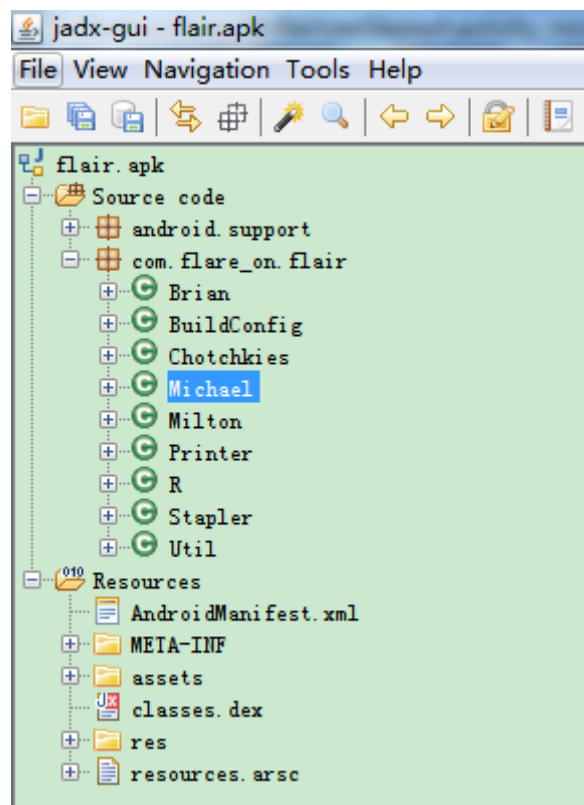 jadx-gui - flair.apk
File View Navigation Tools Help
flair.apk
Source code
android.support
com.flare_on.flair
Brian
BuildConfig
Chotchkies
Michael
Milton
Printer
R
Stapler
Util
Resources
AndroidManifest.xml
META-INF
assets
classes.dex
res
resources.arsc